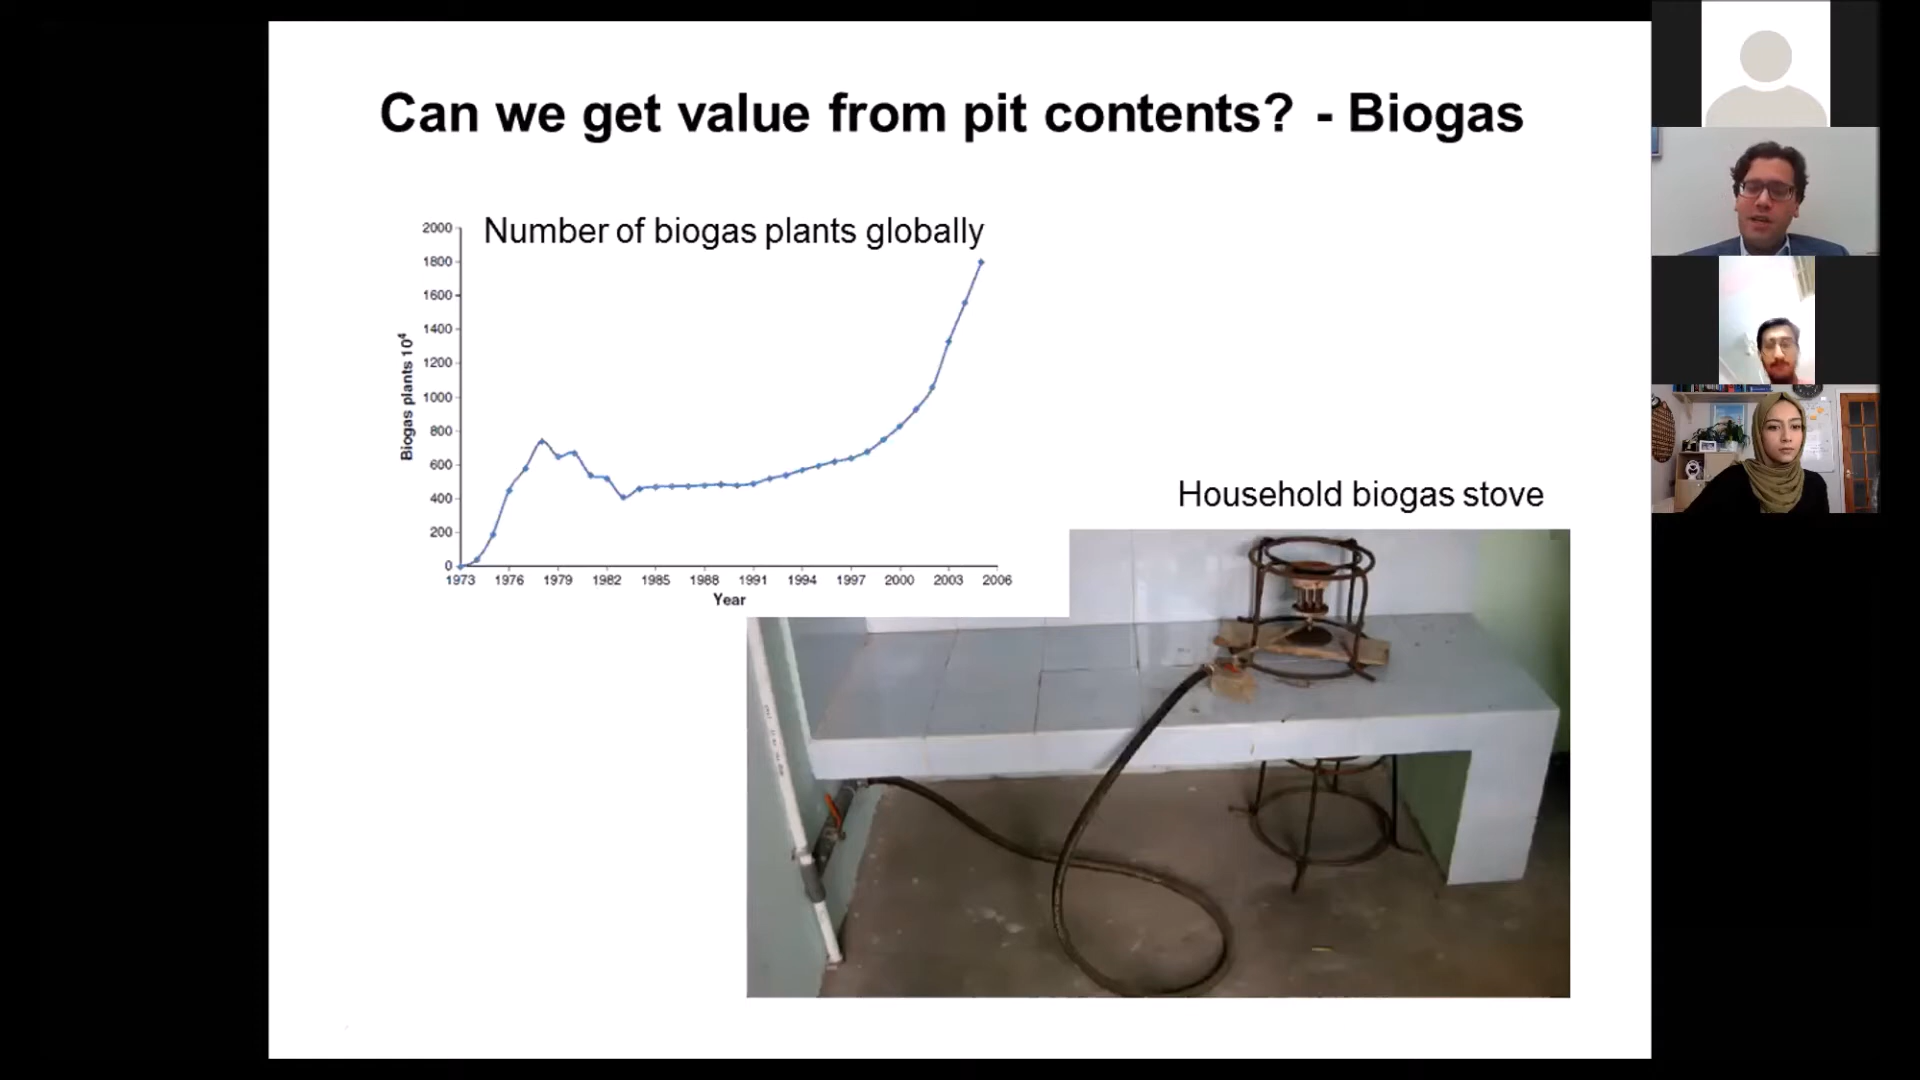 Can we get value from pit contents? - Biogas
Number of biogas plants globally
2000
1800
1600
1400
1200
1000
800
600
400
200
0
Biogas plants 10⁴
1973 1976 1979 1982 1985 1988 1991 1994 1997 2000 2003 2006
Year
Household biogas stove